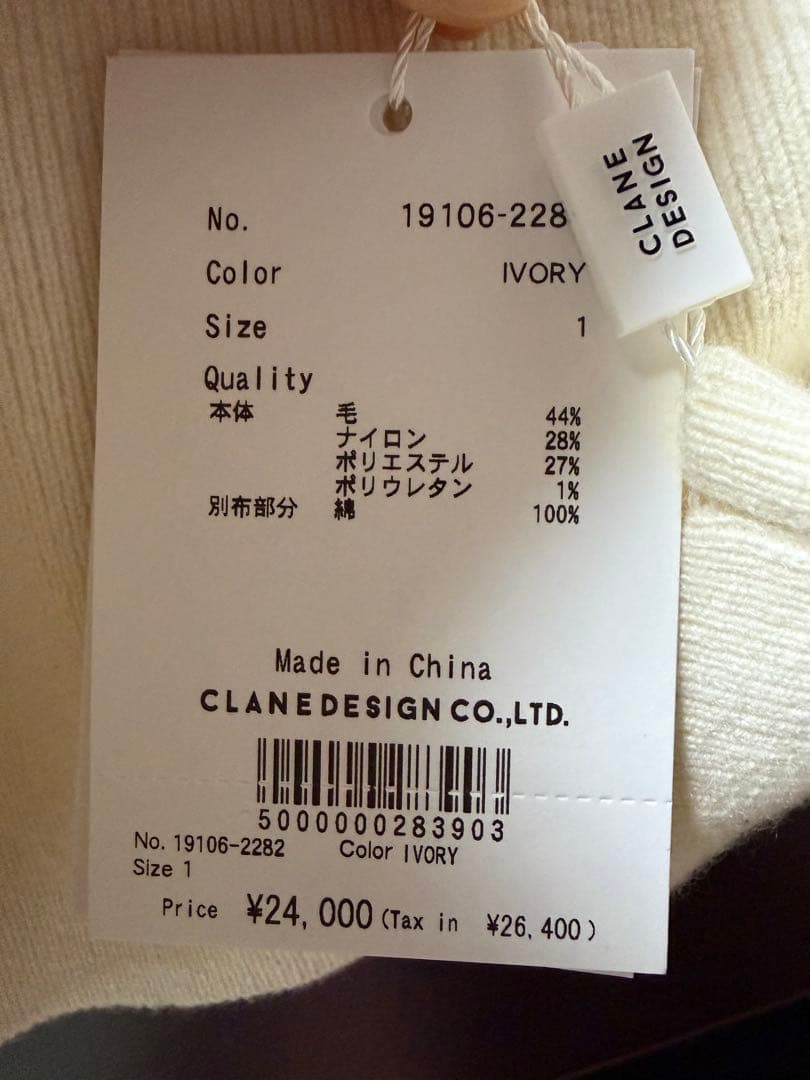 CLANE
DESIGN
No. 19106-228
Color IVORY
Size 1
Quality
本体 毛 44%
ナイロン 28%
ポリエステル 27%
ポリウレタン 1%
別布部分 綿 100%
Made in China
CLANE DESIGN CO.,LTD.
5000000283903
No. 19106-2282 Color IVORY
Size 1
Price ¥24,000 (Tax in ¥26,400)